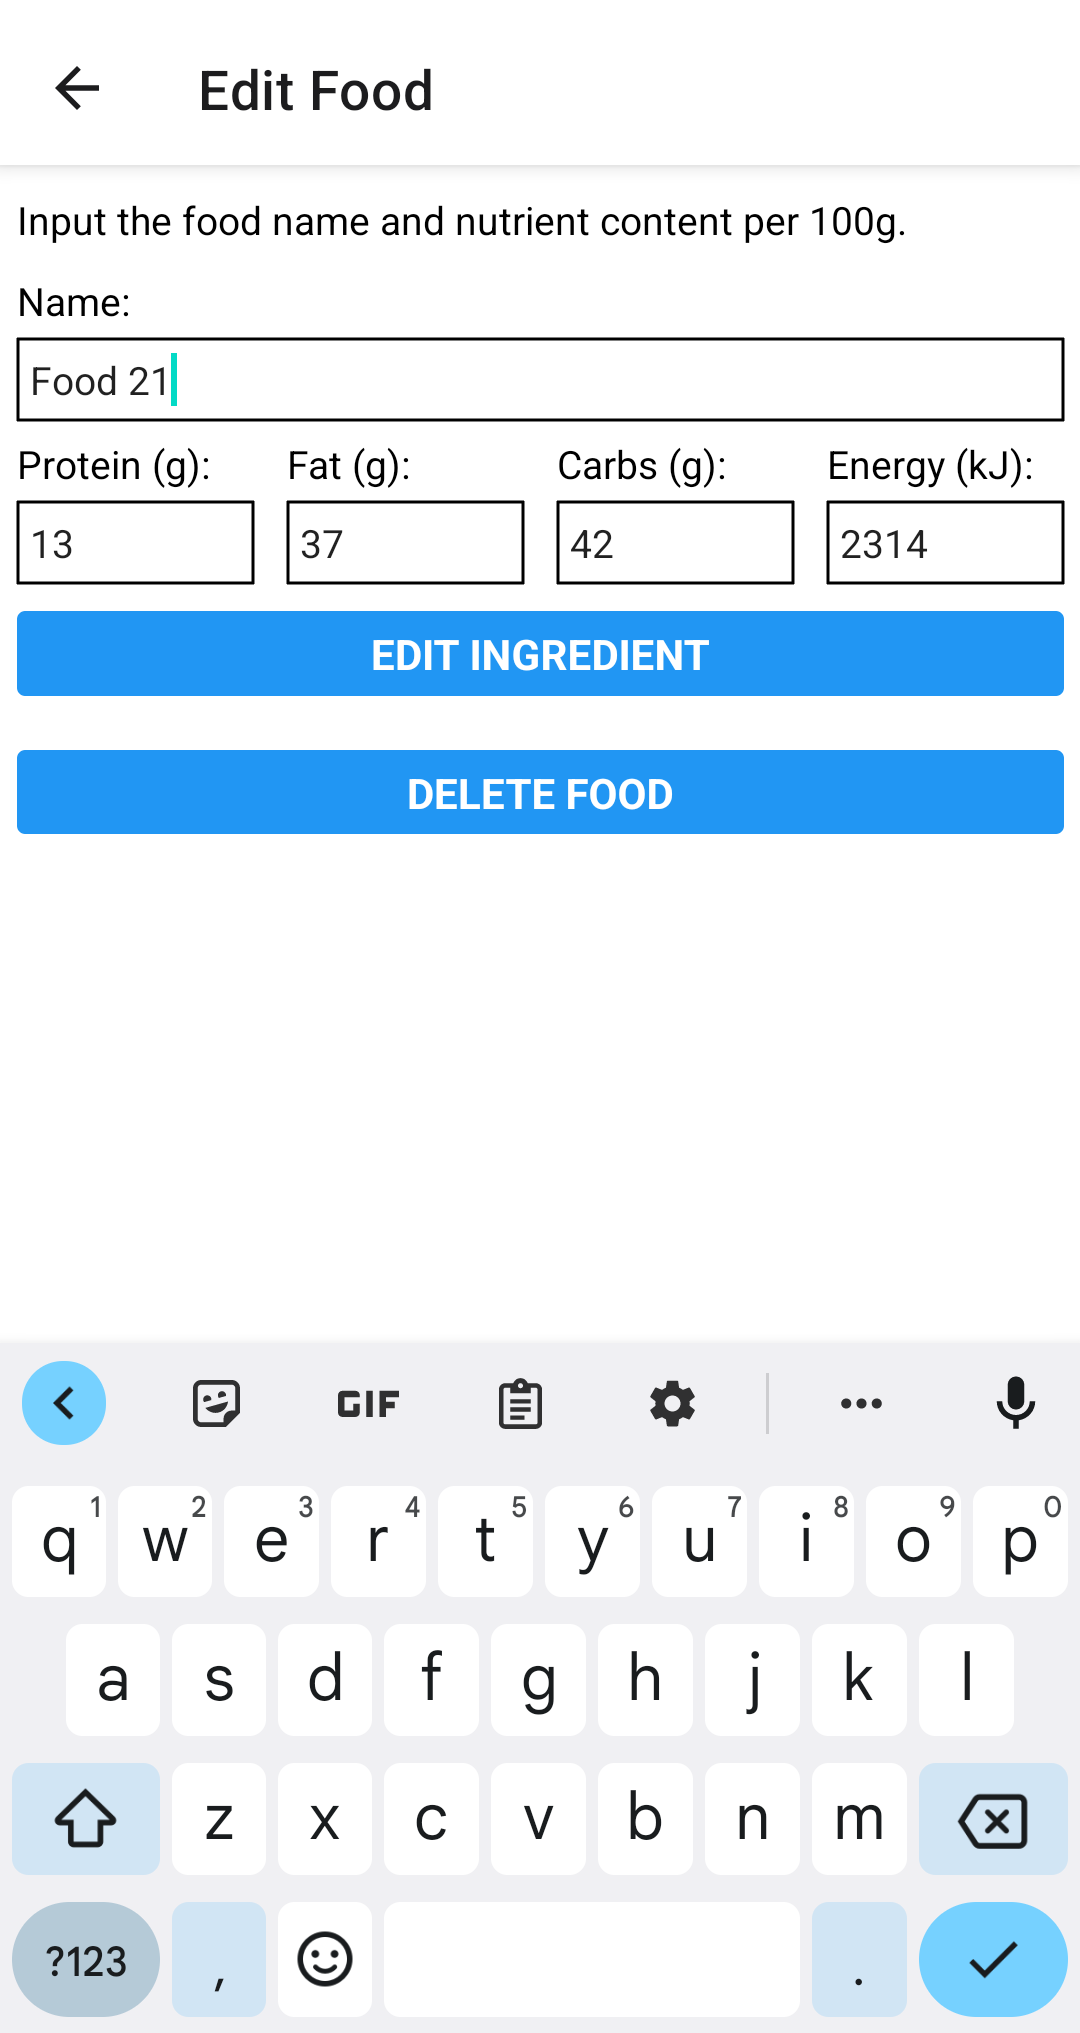 Edit Food
Input the food name and nutrient content per 100g.
Name:
Food 21
Protein (g): Fat (g): Carbs (g): Energy (kJ):
13 37 42 2314
EDIT INGREDIENT
DELETE FOOD
GIF
q 1 w 2 e 3 r 4 t 5 y 6 u 7 i 8 o 9 p 0
a s d f g h j k l
z x c v b n m
?123 , .